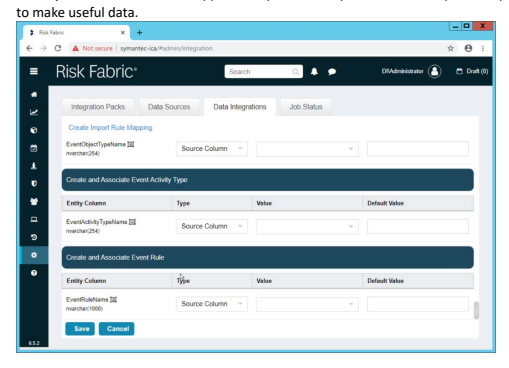 to make useful data.
Risk Fabric
Not secure | symantec-ica/#admin/integration
Risk Fabric®
Search
DI\Administrator
Draft (0)
Integration Packs
Data Sources
Data Integrations
Job Status
Create Import Rule Mapping
EventObjectTypeName
nvarchar(254)
Source Column
Create and Associate Event Activity Type
Entity Column
Type
Value
Default Value
EventActivityTypeName
nvarchar(254)
Source Column
Create and Associate Event Rule
Entity Column
Type
Value
Default Value
EventRuleName
nvarchar(1000)
Source Column
Save
Cancel
6.5.2